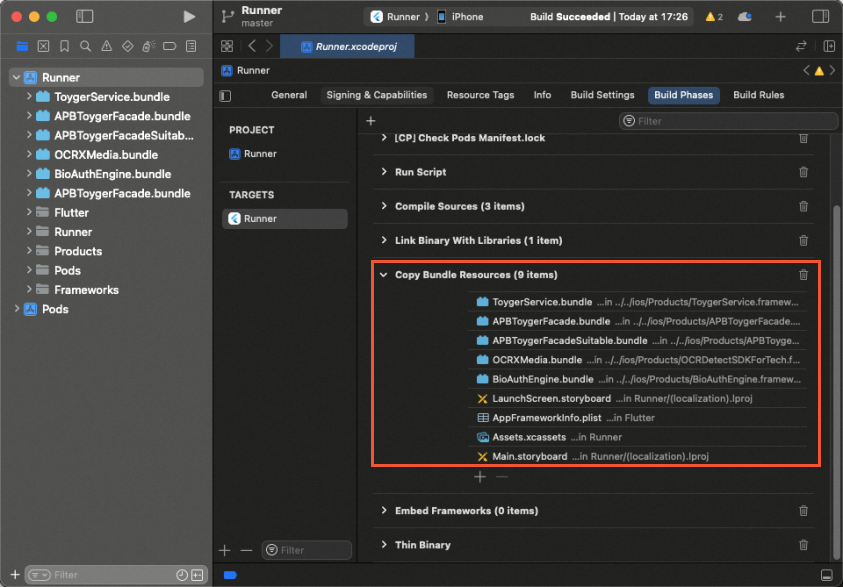 Runner
master
Runner
iPhone
Build Succeeded | Today at 17:26
2
Runner.xcodeproj
Runner
General
Signing & Capabilities
Resource Tags
Info
Build Settings
Build Phases
Build Rules
Runner
ToygerService.bundle
APBToygerFacade.bundle
APBToygerFacadeSuitab...
OCRXMedia.bundle
BioAuthEngine.bundle
APBToygerFacade.bundle
Flutter
Runner
Products
Pods
Frameworks
Pods
Filter
PROJECT
Runner
TARGETS
Runner
Filter
Filter
[CP] Check Pods Manifest.lock
Run Script
Compile Sources (3 items)
Link Binary With Libraries (1 item)
Copy Bundle Resources (9 items)
ToygerService.bundle ...in ../../ios/Products/ToygerService.framew...
APBToygerFacade.bundle ...in ../../ios/Products/APBToygerFacade....
APBToygerFacadeSuitable.bundle ...in ../../ios/Products/APBToyge...
OCRXMedia.bundle ...in ../../ios/Products/OCRDetectSDKForTech.f...
BioAuthEngine.bundle ...in ../../ios/Products/BioAuthEngine.framew...
LaunchScreen.storyboard ...in Runner/(localization).lproj
AppFrameworkInfo.plist ...in Flutter
Assets.xcassets ...in Runner
Main.storyboard ...in Runner/(localization).lproj
Embed Frameworks (0 items)
Thin Binary